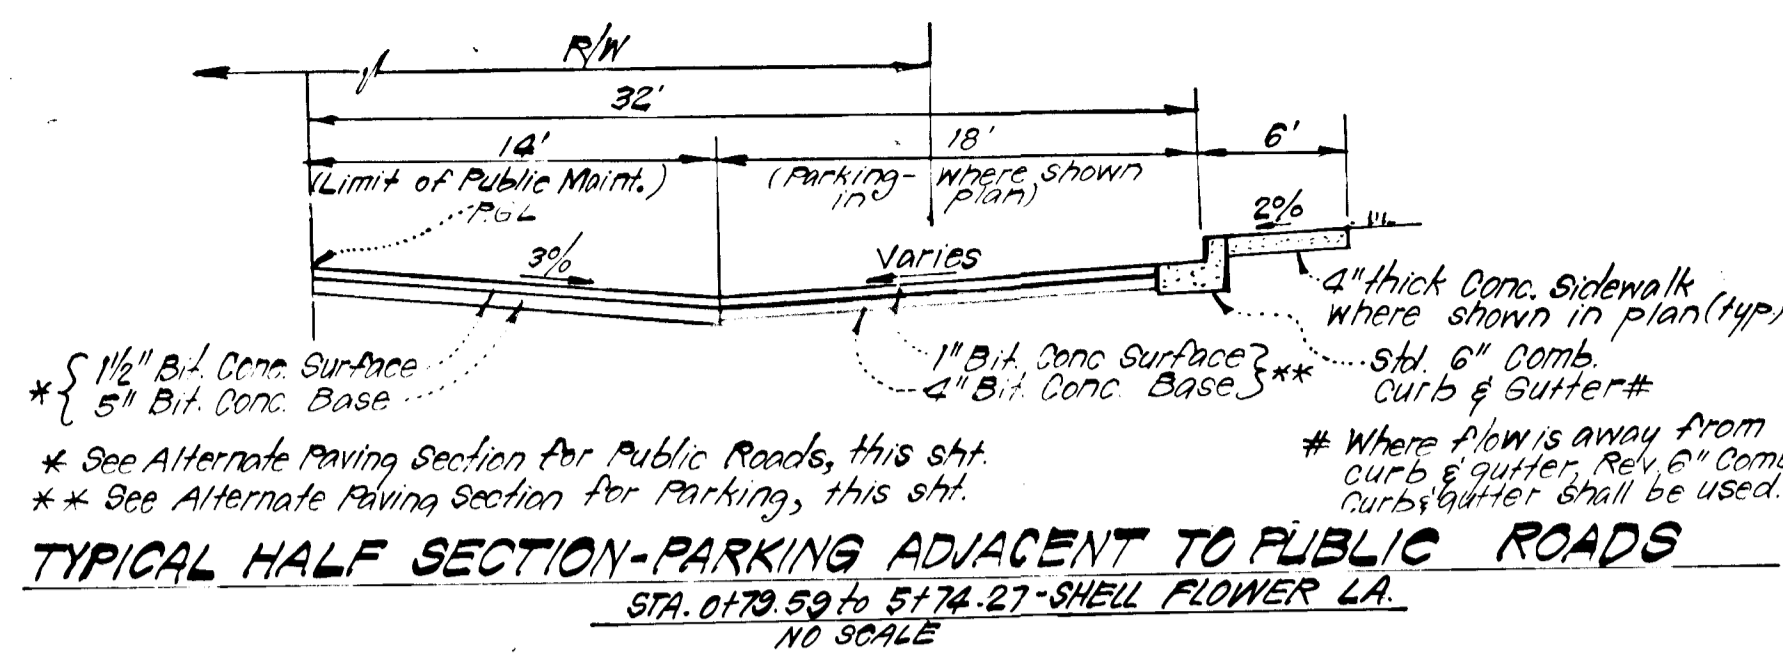 R/W
32'
14'
18'
6'
(Limit of Public Maint.)
(Parking- where shown
in plan)
P.G.L
2%
3%
varies
4" thick Conc. Sidewalk
where shown in plan (typ.)
* { 1½" Bit. Conc. Surface
5" Bit. Conc. Base
1" Bit. Conc Surface } **
4" Bit. Conc. Base
Std. 6" Comb.
Curb & Gutter #
* See Alternate Paving Section for Public Roads, this sht.
** See Alternate Paving Section for Parking, this sht.
# Where flow is away from
curb & gutter, Rev. 6" Comb
curb & gutter shall be used.
TYPICAL HALF SECTION-PARKING ADJACENT TO PUBLIC ROADS
STA. 0+79.59 to 5+74.27-SHELL FLOWER LA.
NO SCALE